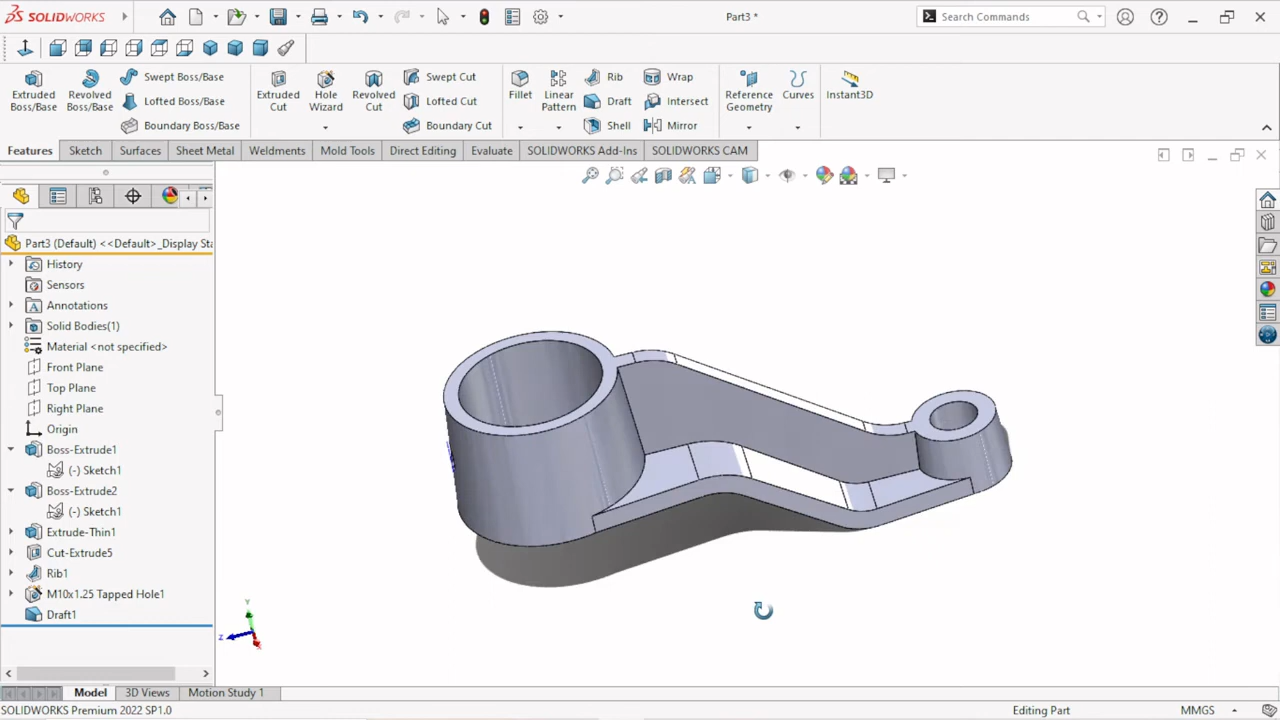 SOLIDWORKS
Part3 *
Search Commands
Extruded Boss/Base
Revolved Boss/Base
Swept Boss/Base
Lofted Boss/Base
Boundary Boss/Base
Extruded Cut
Hole Wizard
Revolved Cut
Swept Cut
Lofted Cut
Boundary Cut
Fillet
Linear Pattern
Rib
Draft
Shell
Wrap
Intersect
Mirror
Reference Geometry
Curves
Instant3D
Features Sketch Surfaces Sheet Metal Weldments Mold Tools Direct Editing Evaluate SOLIDWORKS Add-Ins SOLIDWORKS CAM
Part3 (Default) <<Default>_Display Sta
History
Sensors
Annotations
Solid Bodies(1)
Material <not specified>
Front Plane
Top Plane
Right Plane
Origin
Boss-Extrude1
(-) Sketch1
Boss-Extrude2
(-) Sketch1
Extrude-Thin1
Cut-Extrude5
Rib1
M10x1.25 Tapped Hole1
Draft1
Y
Z
X
Model 3D Views Motion Study 1
SOLIDWORKS Premium 2022 SP1.0
Editing Part
MMGS